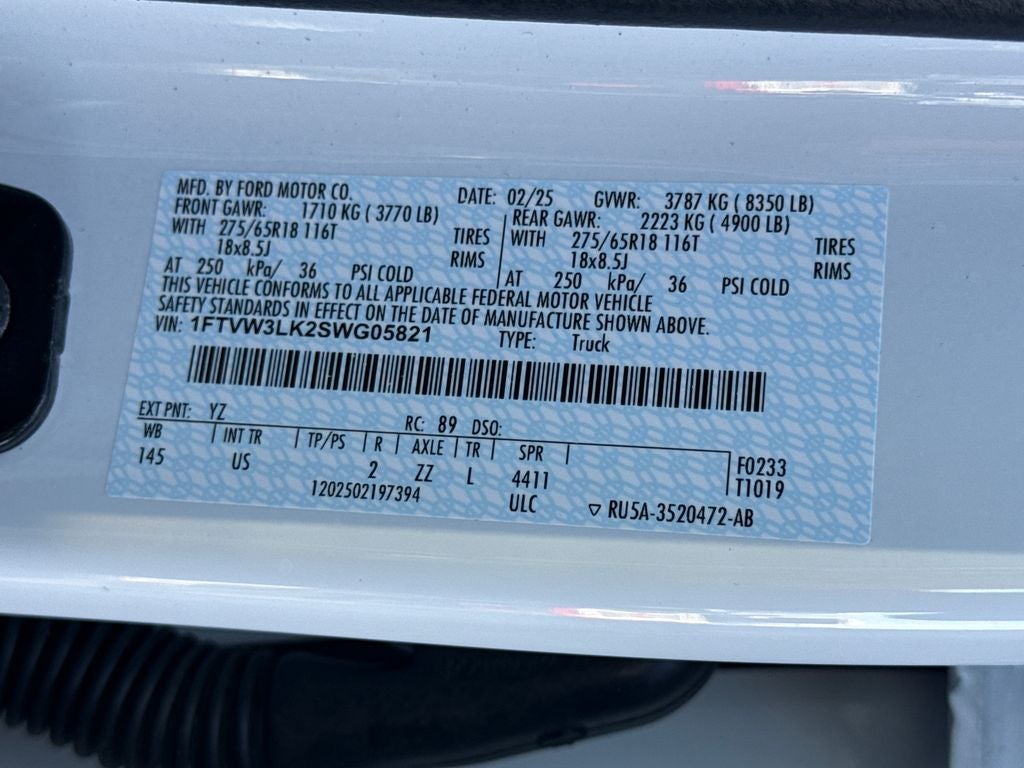 MFD. BY FORD MOTOR CO. DATE: 02/25 GVWR: 3787 KG ( 8350 LB)
FRONT GAWR: 1710 KG ( 3770 LB) REAR GAWR: 2223 KG ( 4900 LB)
WITH 275/65R18 116T TIRES WITH 275/65R18 116T TIRES
18x8.5J RIMS 18x8.5J RIMS
AT 250 kPa/ 36 PSI COLD AT 250 kPa/ 36 PSI COLD
THIS VEHICLE CONFORMS TO ALL APPLICABLE FEDERAL MOTOR VEHICLE
SAFETY STANDARDS IN EFFECT ON THE DATE OF MANUFACTURE SHOWN ABOVE.
VIN: 1FTVW3LK2SWG05821 TYPE: Truck
EXT PNT: YZ RC: 89 DSO:
WB INT TR TP/PS R AXLE TR SPR F0233
145 US 2 ZZ L 4411 T1019
1202502197394 ULC ▽ RU5A-3520472-AB